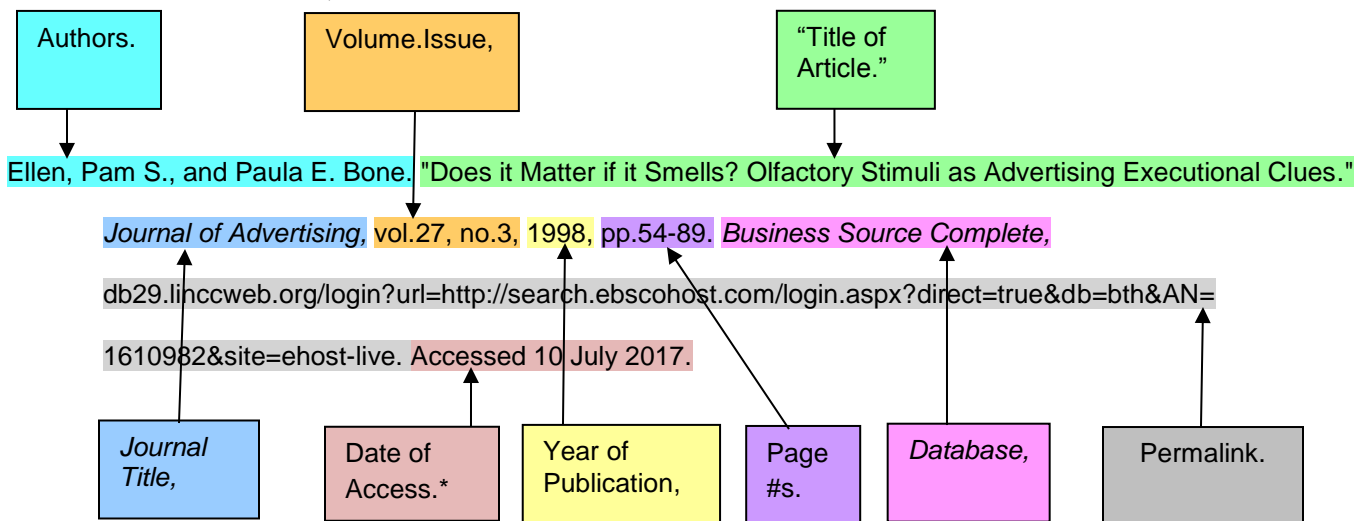 Authors.
Volume.Issue,
“Title of
Article.”
Ellen, Pam S., and Paula E. Bone. "Does it Matter if it Smells? Olfactory Stimuli as Advertising Executional Clues."
Journal of Advertising, vol.27, no.3, 1998, pp.54-89. Business Source Complete,
db29.linccweb.org/login?url=http://search.ebscohost.com/login.aspx?direct=true&db=bth&AN=
1610982&site=ehost-live. Accessed 10 July 2017.
Journal
Title,
Date of
Access.*
Year of
Publication,
Page
#s.
Database,
Permalink.